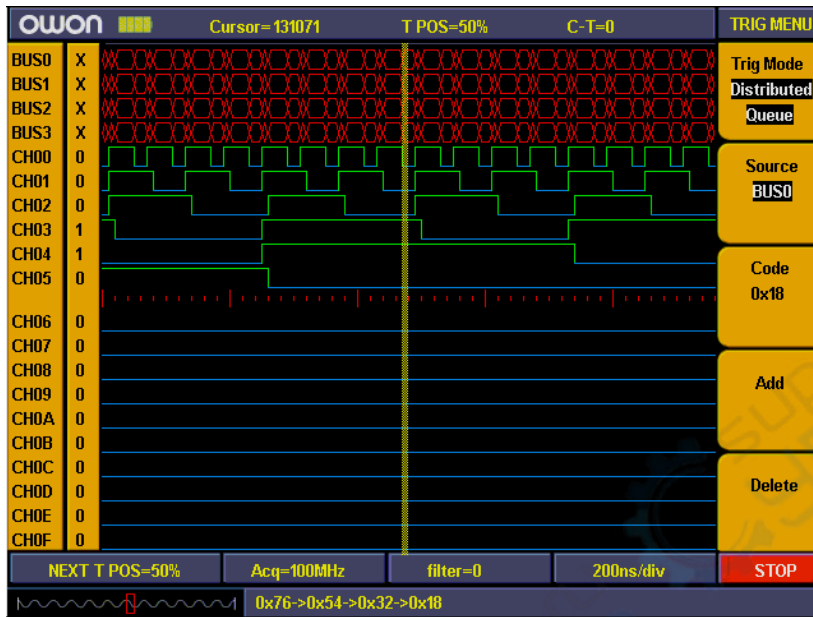 OWON Cursor=131071 T POS=50% C-T=0 TRIG MENU
BUS0 X
BUS1 X
BUS2 X
BUS3 X
CH00 0
CH01 0
CH02 0
CH03 1
CH04 1
CH05 0
CH06 0
CH07 0
CH08 0
CH09 0
CH0A 0
CH0B 0
CH0C 0
CH0D 0
CH0E 0
CH0F 0
Trig Mode
Distributed
Queue
Source
BUS0
Code
0x18
Add
Delete
NEXT T POS=50% Acq=100MHz filter=0 200ns/div STOP
0x76->0x54->0x32->0x18